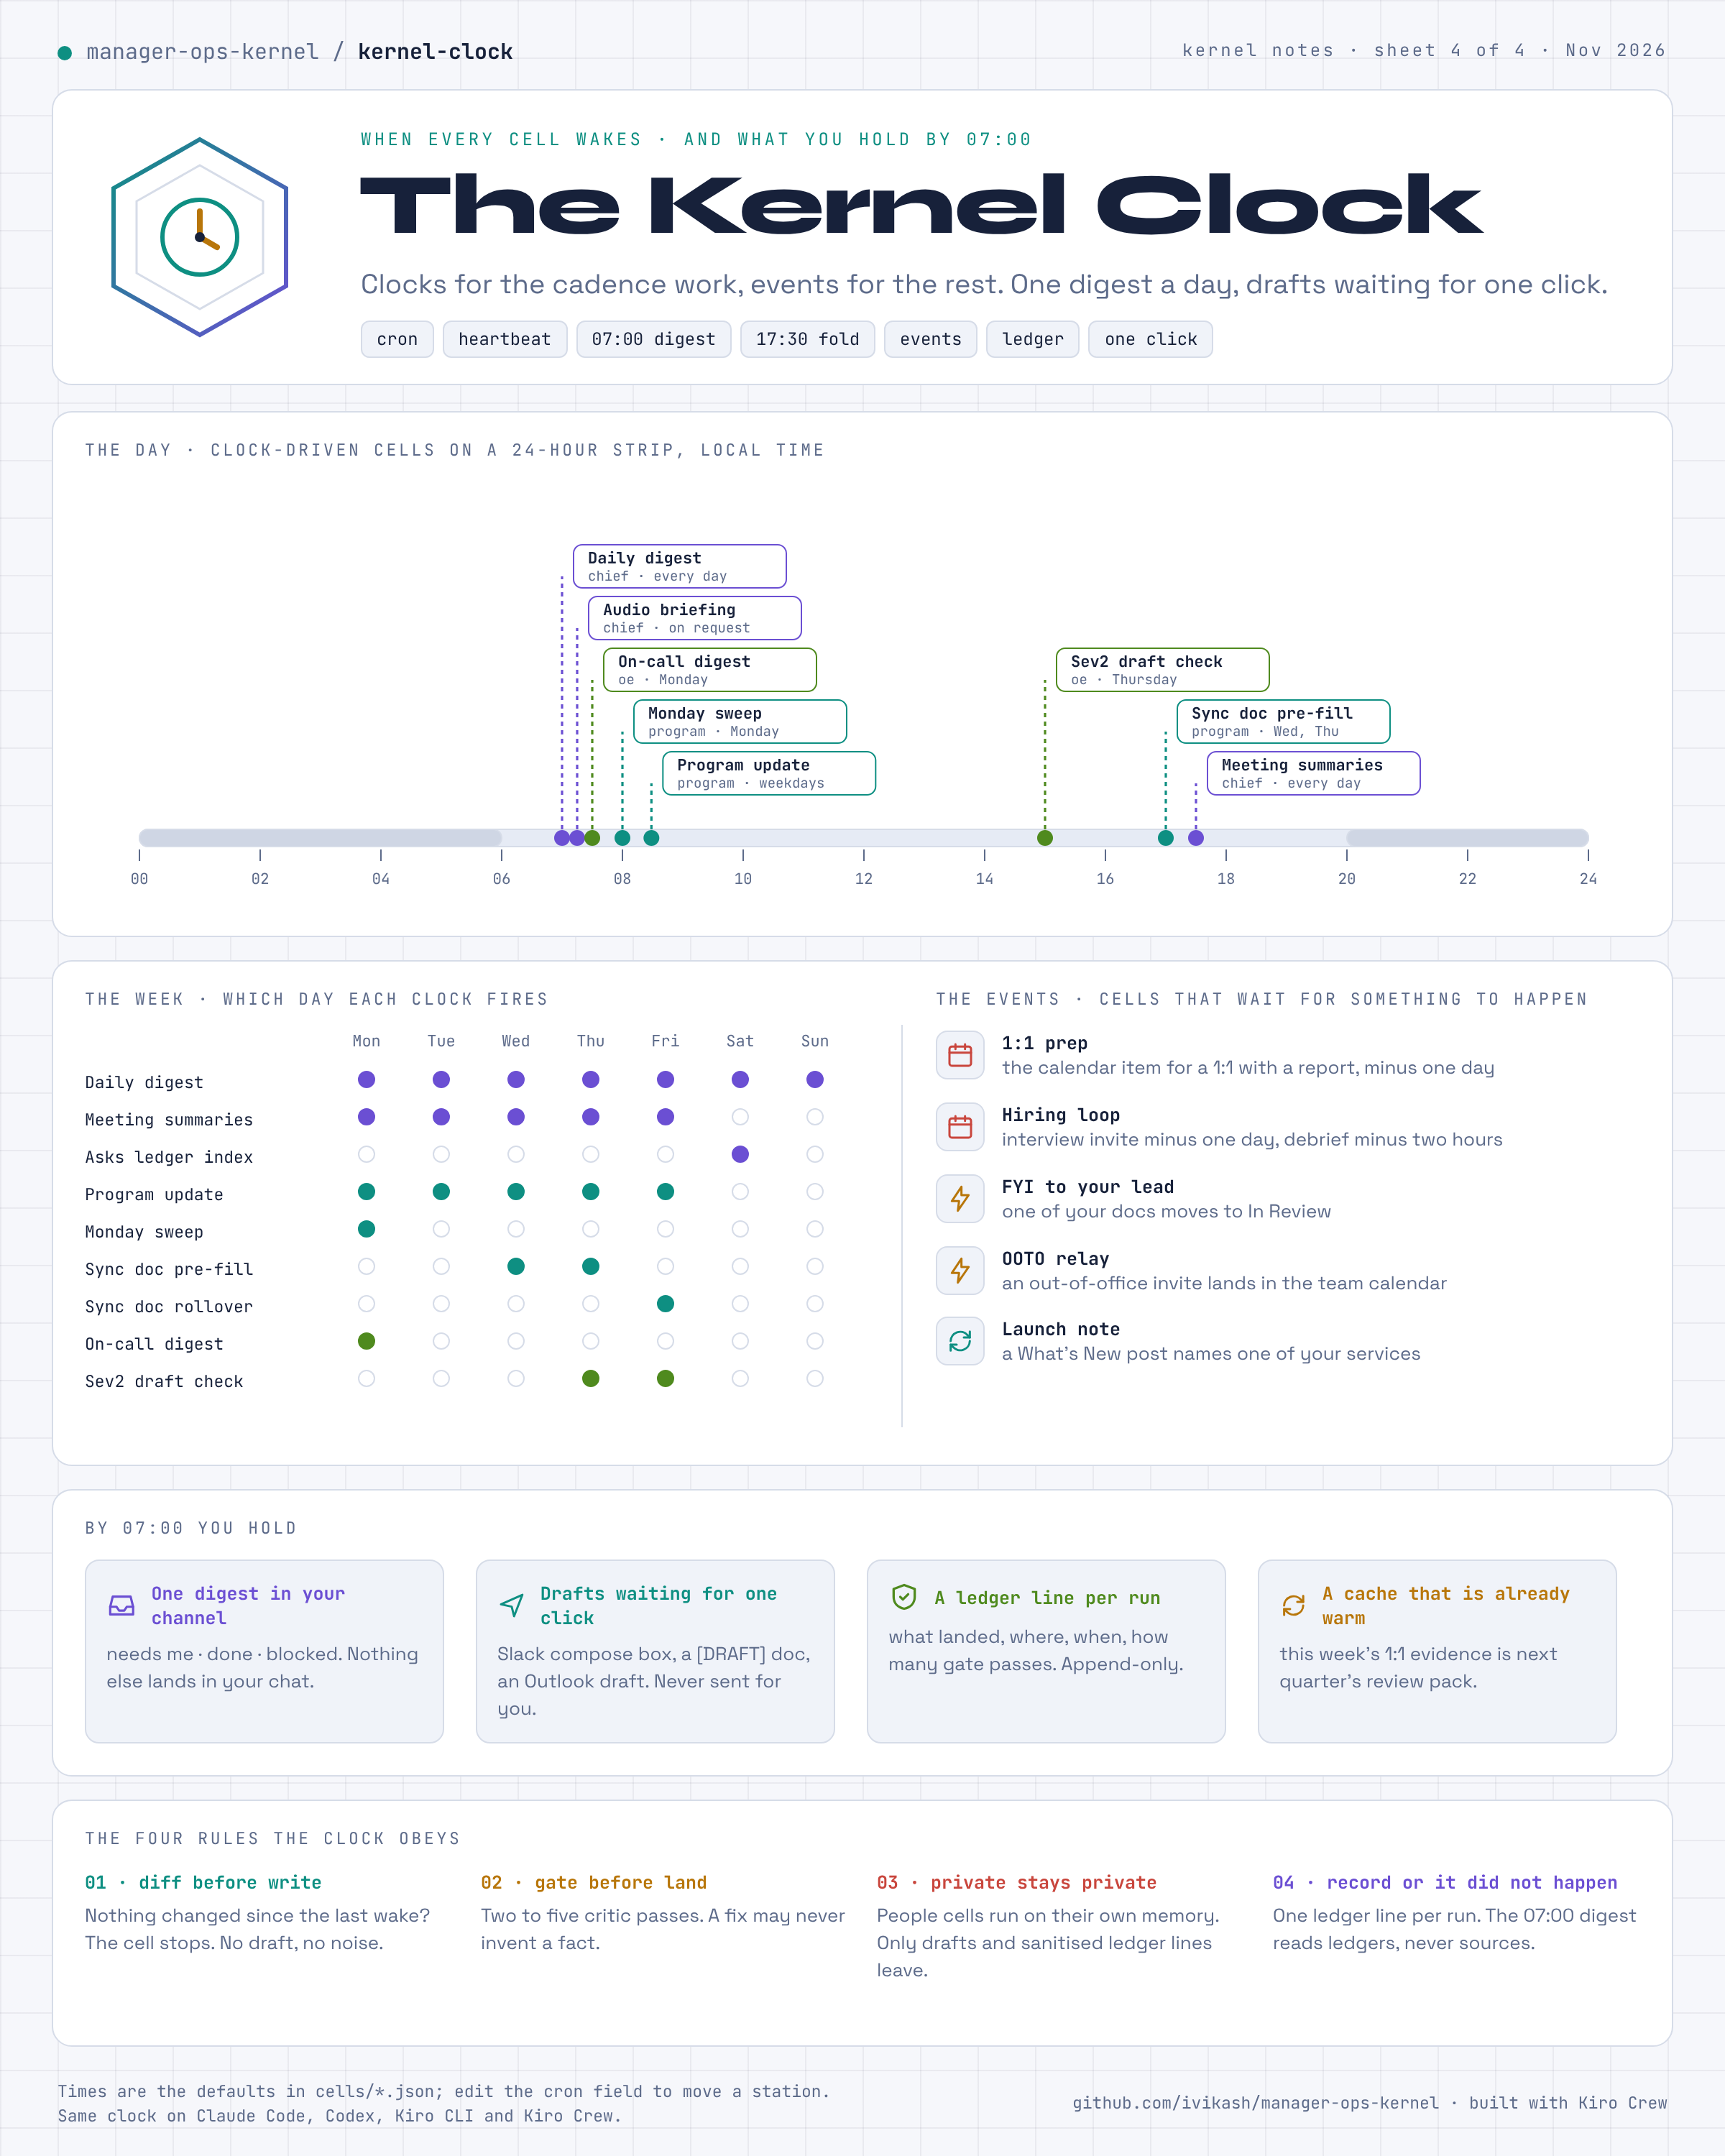 manager-ops-kernel / kernel-clock
kernel notes · sheet 4 of 4 · Nov 2026
WHEN EVERY CELL WAKES · AND WHAT YOU HOLD BY 07:00
The Kernel Clock
Clocks for the cadence work, events for the rest. One digest a day, drafts waiting for one click.
cron
heartbeat
07:00 digest
17:30 fold
events
ledger
one click
THE DAY · CLOCK-DRIVEN CELLS ON A 24-HOUR STRIP, LOCAL TIME
Daily digest
chief · every day
Audio briefing
chief · on request
On-call digest
oe · Monday
Monday sweep
program · Monday
Program update
program · weekdays
Sev2 draft check
oe · Thursday
Sync doc pre-fill
program · Wed, Thu
Meeting summaries
chief · every day
00 02 04 06 08 10 12 14 16 18 20 22 24
THE WEEK · WHICH DAY EACH CLOCK FIRES
Mon Tue Wed Thu Fri Sat Sun
Daily digest
Meeting summaries
Asks ledger index
Program update
Monday sweep
Sync doc pre-fill
Sync doc rollover
On-call digest
Sev2 draft check
THE EVENTS · CELLS THAT WAIT FOR SOMETHING TO HAPPEN
1:1 prep
the calendar item for a 1:1 with a report, minus one day
Hiring loop
interview invite minus one day, debrief minus two hours
FYI to your lead
one of your docs moves to In Review
OOTO relay
an out-of-office invite lands in the team calendar
Launch note
a What's New post names one of your services
BY 07:00 YOU HOLD
One digest in your
channel
needs me · done · blocked. Nothing
else lands in your chat.
Drafts waiting for one
click
Slack compose box, a [DRAFT] doc,
an Outlook draft. Never sent for
you.
A ledger line per run
what landed, where, when, how
many gate passes. Append-only.
A cache that is already
warm
this week's 1:1 evidence is next
quarter's review pack.
THE FOUR RULES THE CLOCK OBEYS
01 · diff before write
Nothing changed since the last wake?
The cell stops. No draft, no noise.
02 · gate before land
Two to five critic passes. A fix may never
invent a fact.
03 · private stays private
People cells run on their own memory.
Only drafts and sanitised ledger lines
leave.
04 · record or it did not happen
One ledger line per run. The 07:00 digest
reads ledgers, never sources.
Times are the defaults in cells/*.json; edit the cron field to move a station.
Same clock on Claude Code, Codex, Kiro CLI and Kiro Crew.
github.com/ivikash/manager-ops-kernel · built with Kiro Crew